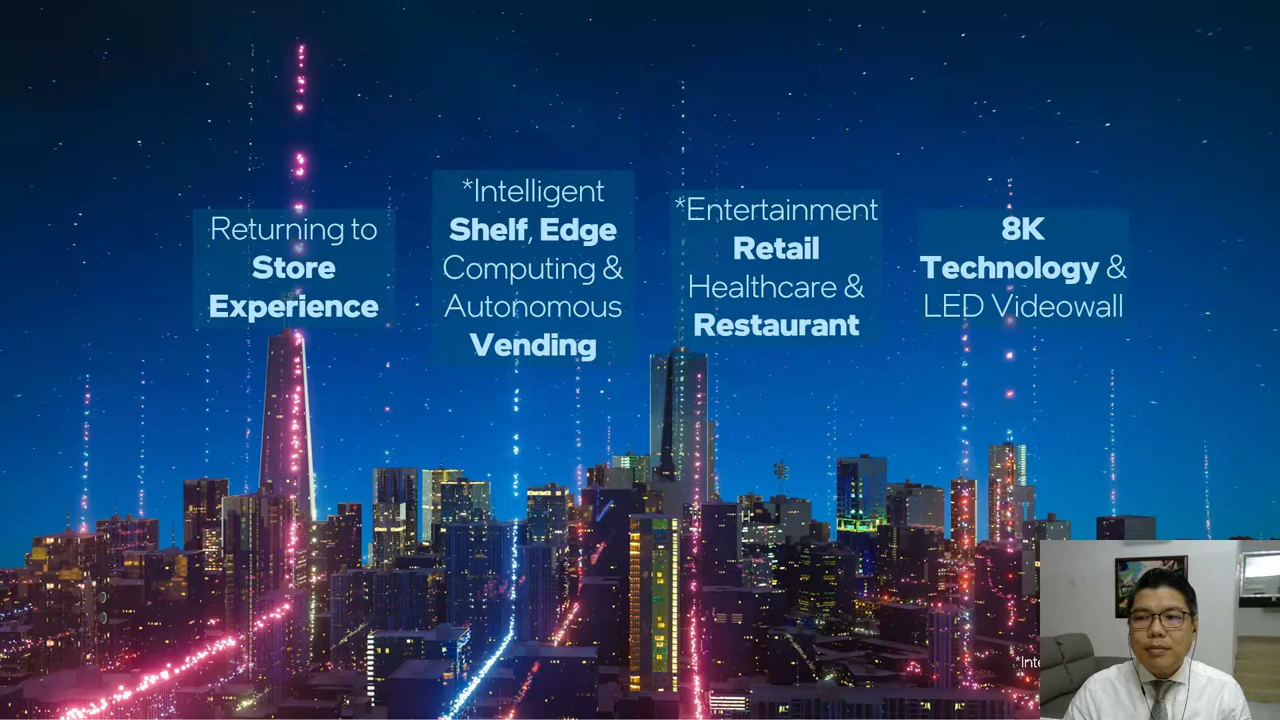 Returning to
Store
Experience
*Intelligent
Shelf, Edge
Computing &
Autonomous
Vending
*Entertainment
Retail
Healthcare &
Restaurant
8K
Technology &
LED Videowall